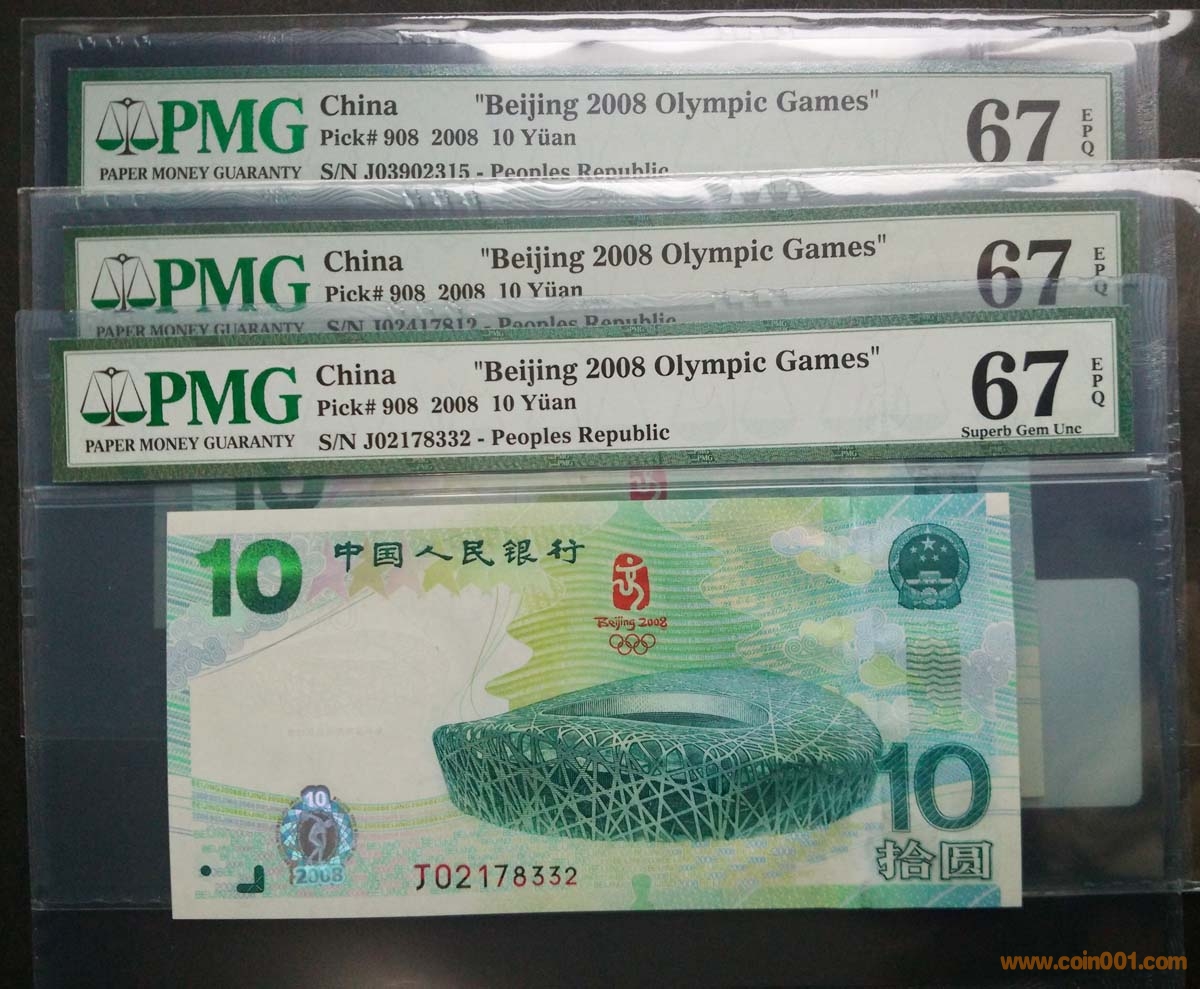 PMG China "Beijing 2008 Olympic Games" 67 EPQ
Pick# 908 2008 10 Yüan
PAPER MONEY GUARANTY S/N J03902315 - Peoples Republic
PMG China "Beijing 2008 Olympic Games" 67 EPQ
Pick# 908 2008 10 Yüan
PAPER MONEY GUARANTY S/N J02417812 - Peoples Republic
PMG China "Beijing 2008 Olympic Games" 67 EPQ
Pick# 908 2008 10 Yüan
PAPER MONEY GUARANTY S/N J02178332 - Peoples Republic Superb Gem Unc
10 中国人民银行
Beijing 2008
10
拾圆
10
2008
J02178332
www.coin001.com